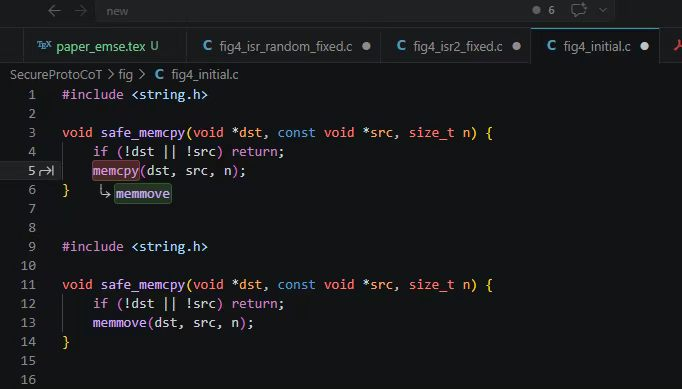 new
6
paper_emse.tex U
fig4_isr_random_fixed.c
fig4_isr2_fixed.c
fig4_initial.c
SecureProtoCoT > fig > C fig4_initial.c
1 #include <string.h>
2
3 void safe_memcpy(void *dst, const void *src, size_t n) {
4 if (!dst || !src) return;
5 memcpy(dst, src, n);
6 }
memmove
7
8
9 #include <string.h>
10
11 void safe_memcpy(void *dst, const void *src, size_t n) {
12 if (!dst || !src) return;
13 memmove(dst, src, n);
14 }
15
16